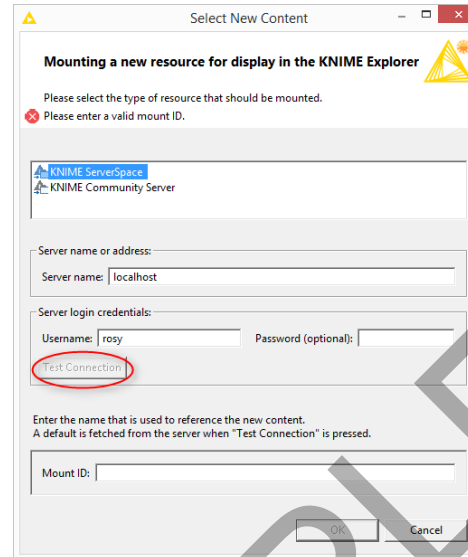 Select New Content
Mounting a new resource for display in the KNIME Explorer
Please select the type of resource that should be mounted.
Please enter a valid mount ID.
KNIME ServerSpace
KNIME Community Server
Server name or address:
Server name: localhost
Server login credentials:
Username: rosy Password (optional):
Test Connection
Enter the name that is used to reference the new content.
A default is fetched from the server when "Test Connection" is pressed.
Mount ID:
OK Cancel